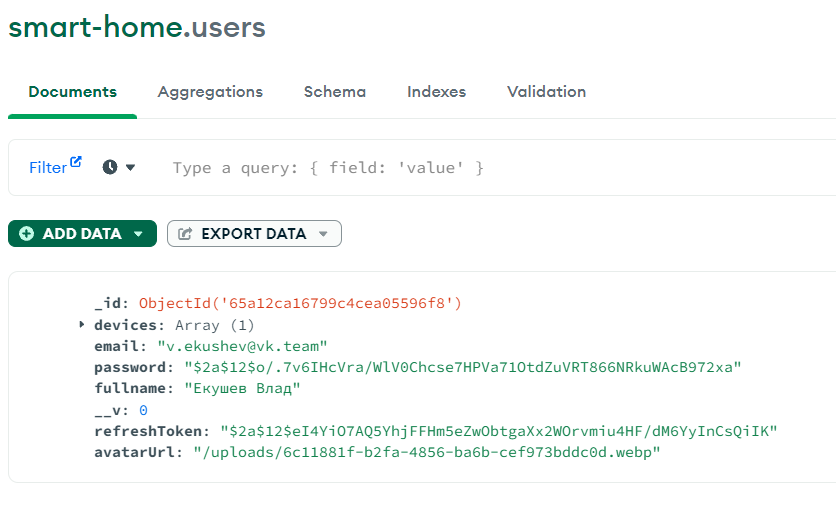 smart-home.users
Documents Aggregations Schema Indexes Validation
Filter Type a query: { field: 'value' }
ADD DATA EXPORT DATA
_id: ObjectId('65a12ca16799c4cea05596f8')
devices: Array (1)
email: "v.ekushev@vk.team"
password: "$2a$12$o/.7v6IHcVra/WlV0Chcse7HPVa71OtdZuVRT866NRkuWAcB972xa"
fullname: "Екушев Влад"
__v: 0
refreshToken: "$2a$12$eI4YiO7AQ5YhjFFHm5eZwObtgaXx2WOrvmiu4HF/dM6YyInCsQiIK"
avatarUrl: "/uploads/6c11881f-b2fa-4856-ba6b-cef973bddc0d.webp"